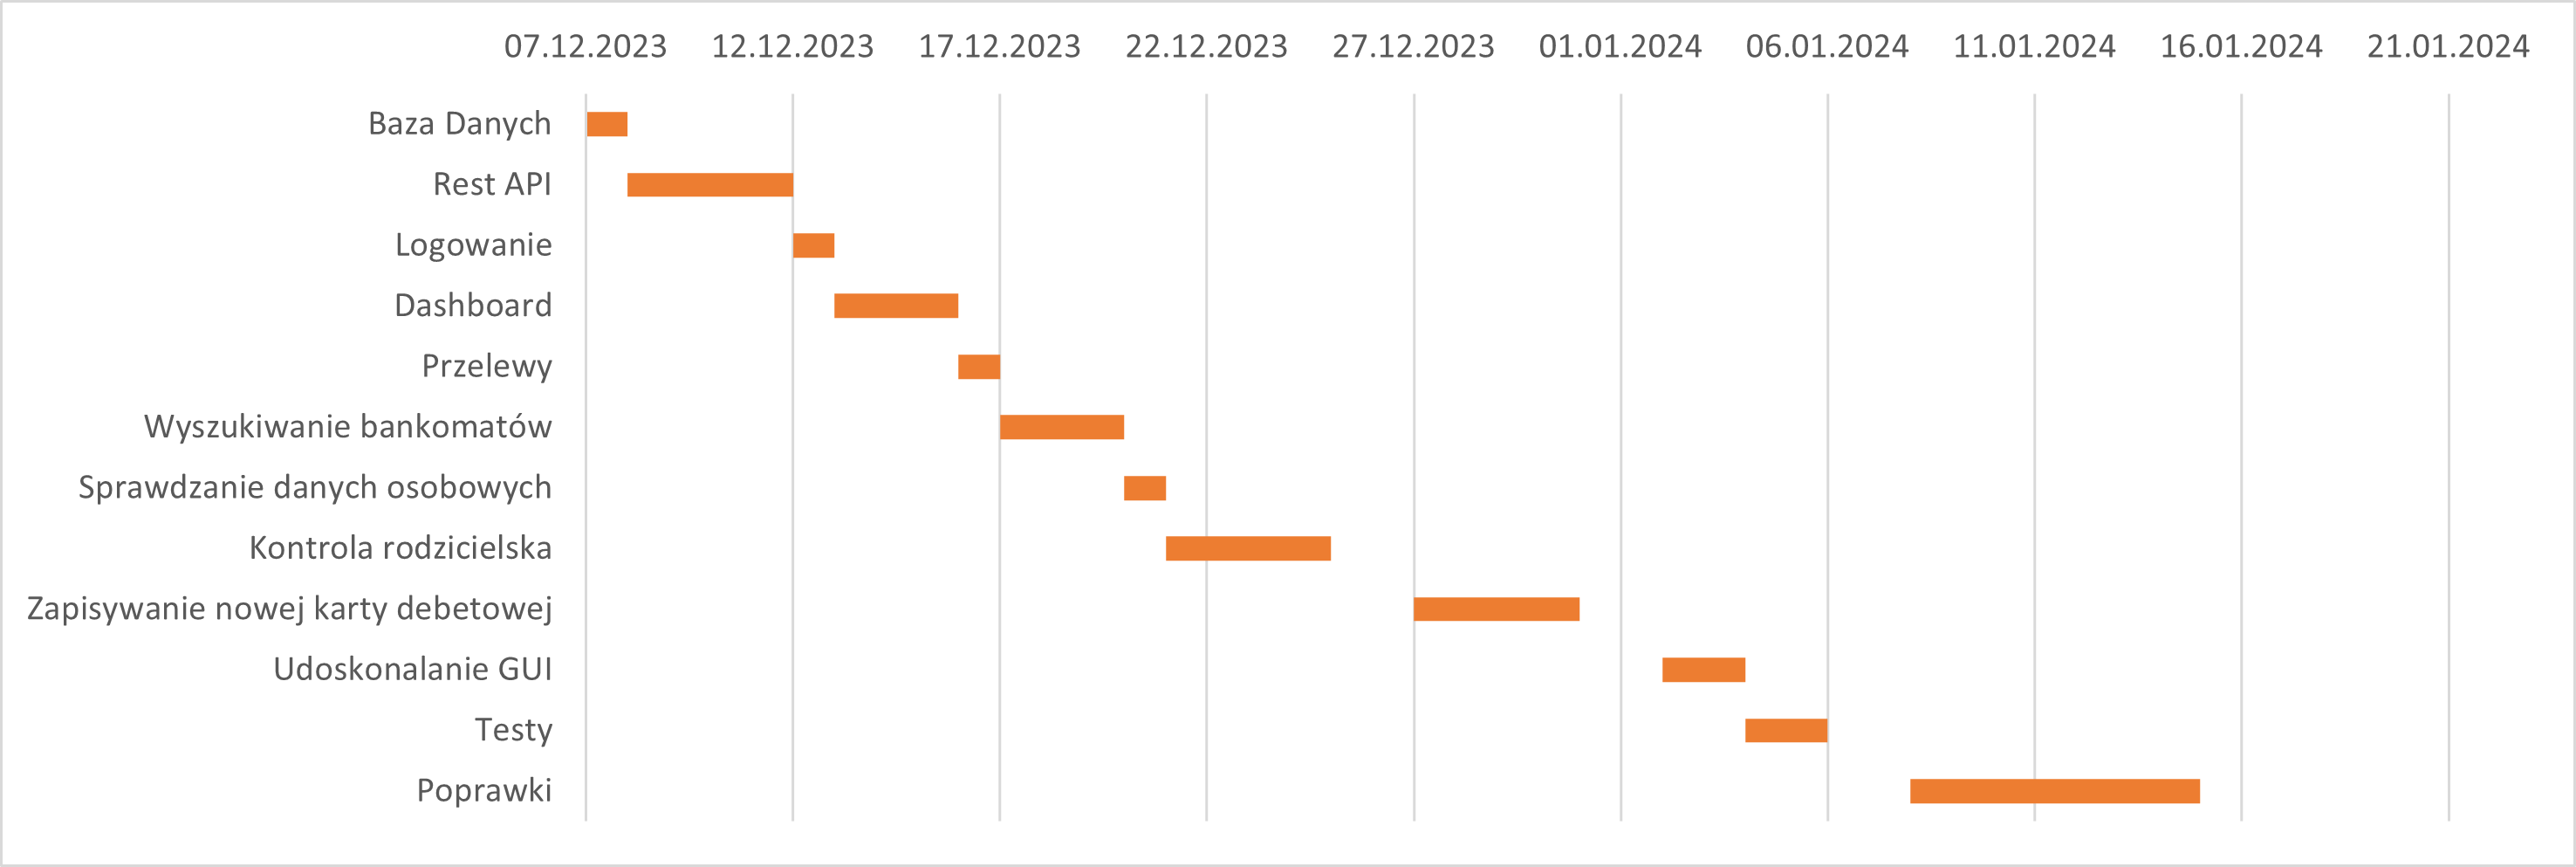 07.12.2023 12.12.2023 17.12.2023 22.12.2023 27.12.2023 01.01.2024 06.01.2024 11.01.2024 16.01.2024 21.01.2024
Baza Danych
Rest API
Logowanie
Dashboard
Przelewy
Wyszukiwanie bankomatów
Sprawdzanie danych osobowych
Kontrola rodzicielska
Zapisywanie nowej karty debetowej
Udoskonalanie GUI
Testy
Poprawki